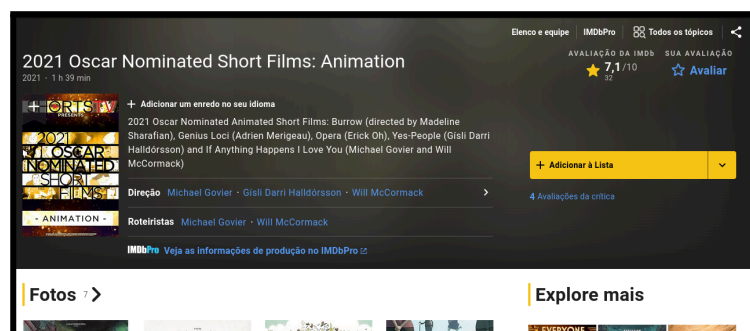 Elenco e equipe IMDbPro Todos os tópicos
2021 Oscar Nominated Short Films: Animation
2021 · 1 h 39 min
AVALIAÇÃO DA IMDb SUA AVALIAÇÃO
7,1/10
32
Avaliar
+ SHORTSTV
PRESENTS
2021
OSCAR
NOMINATED
SHORT
FILMS
- ANIMATION -
+ Adicionar um enredo no seu idioma
2021 Oscar Nominated Animated Short Films: Burrow (directed by Madeline
Sharafian), Genius Loci (Adrien Merigeau), Opera (Erick Oh), Yes-People (Gísli Darri
Halldórsson) and If Anything Happens I Love You (Michael Govier and Will
McCormack)
Direção Michael Govier · Gísli Darri Halldórsson · Will McCormack
Roteiristas Michael Govier · Will McCormack
IMDbPro Veja as informações de produção no IMDbPro
+ Adicionar à Lista
4 Avaliações da crítica
Fotos 7
Explore mais
EVERYONE